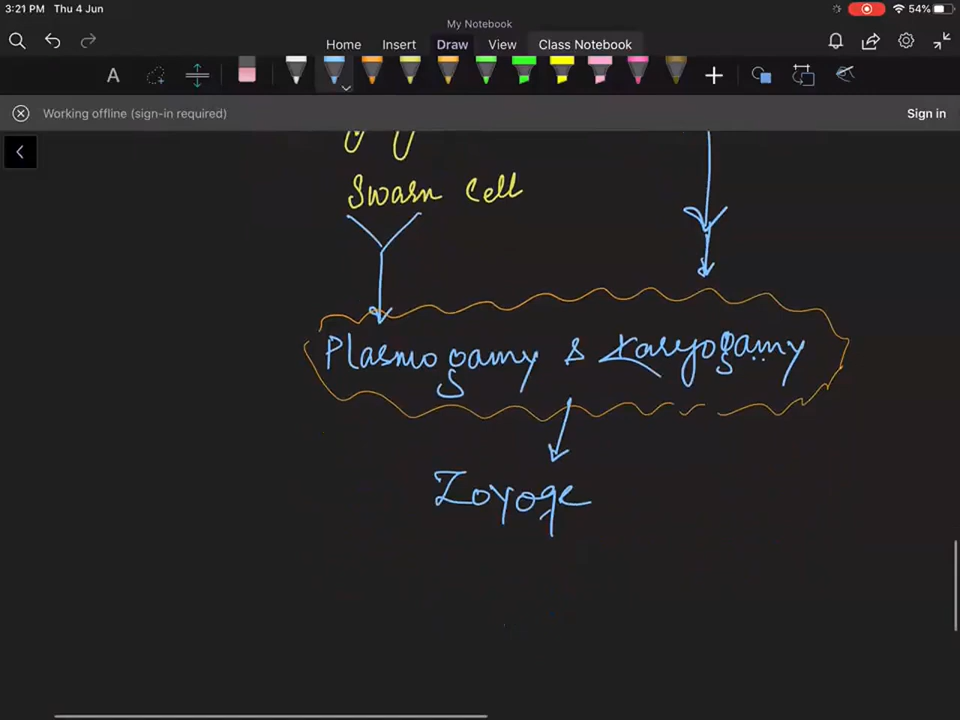 3:21 PM Thu 4 Jun
54%
My Notebook
Home Insert Draw View Class Notebook
A
Working offline (sign-in required) Sign in
Swarn Cell
Plasmogamy & Karyogamy
Zoyoge